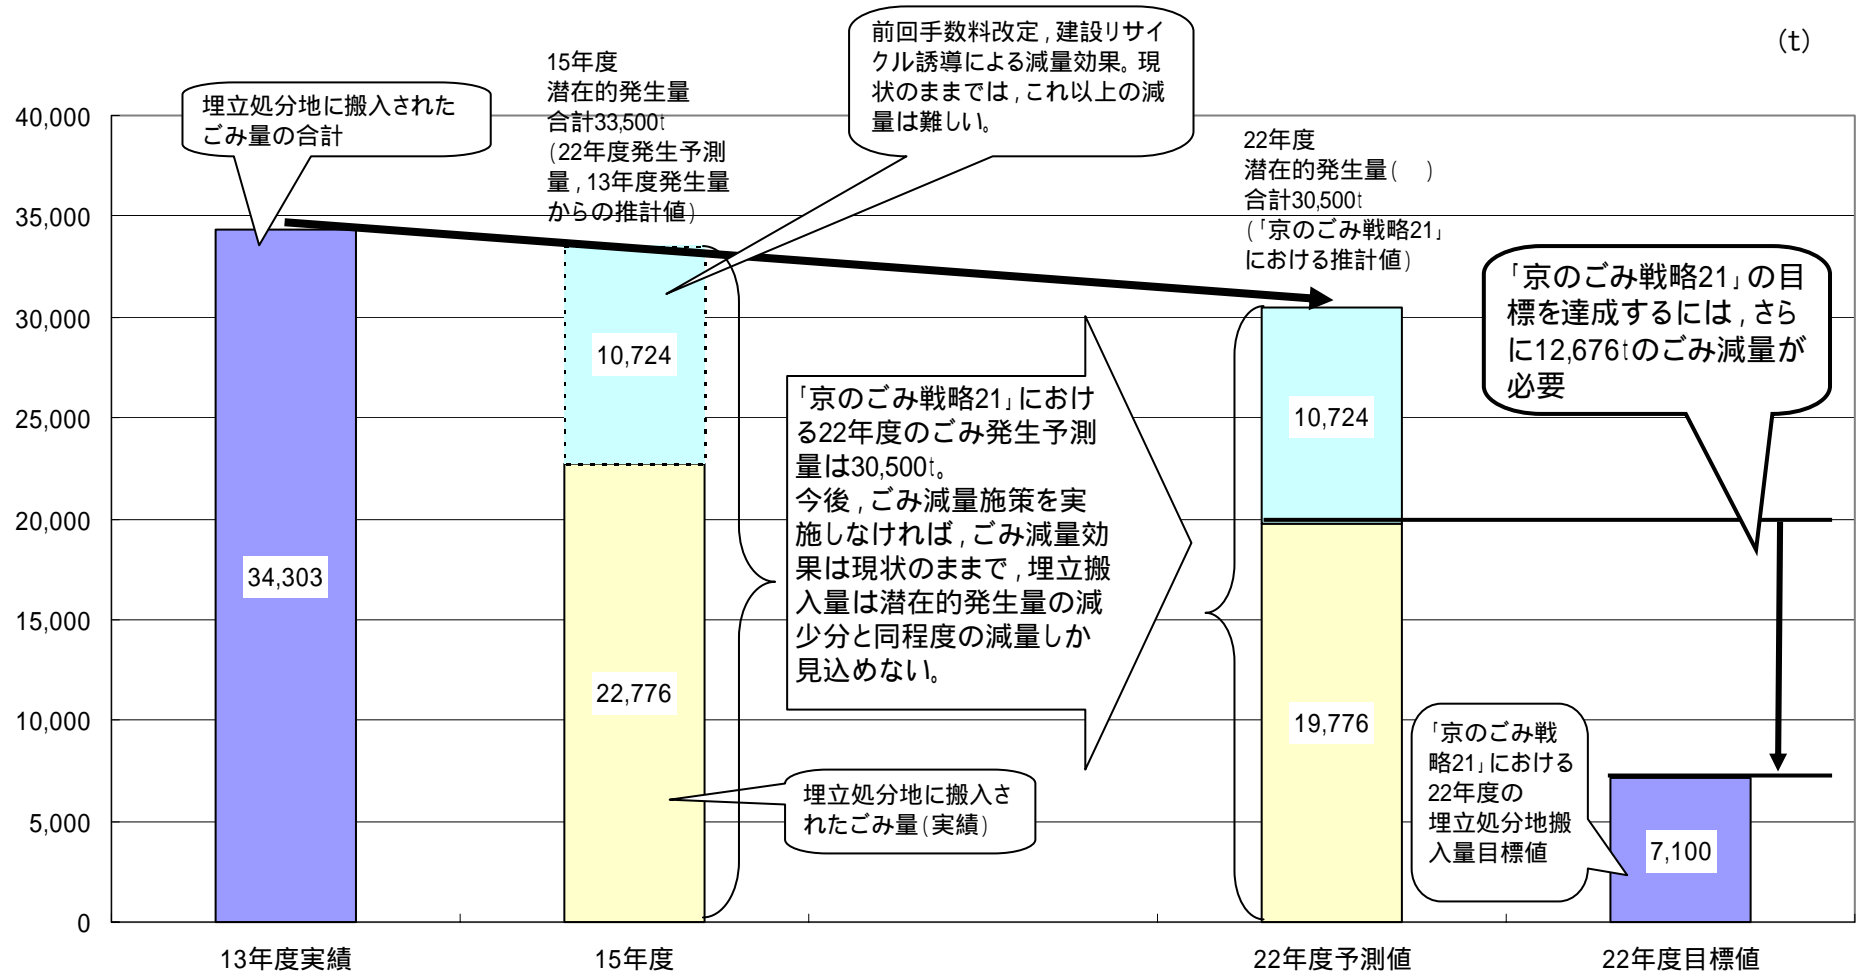 (t)
前回手数料改定，建設リサイ
クル誘導による減量効果。現
状のままでは，これ以上の減
量は難しい。
埋立処分地に搬入された
ごみ量の合計
15年度
潜在的発生量
合計33,500t
(22年度発生予測
量，13年度発生量
からの推計値)
22年度
潜在的発生量(　)
合計30,500t
(「京のごみ戦略21」
における推計値)
「京のごみ戦略21」の目
標を達成するには，さら
に12,676tのごみ減量が
必要
「京のごみ戦略21」におけ
る22年度のごみ発生予測
量は30,500t。
今後，ごみ減量施策を実
施しなければ，ごみ減量効
果は現状のままで，埋立搬
入量は潜在的発生量の減
少分と同程度の減量しか
見込めない。
埋立処分地に搬入さ
れたごみ量(実績)
「京のごみ戦
略21」における
22年度の
埋立処分地搬
入量目標値
40,000
35,000
30,000
25,000
20,000
15,000
10,000
5,000
0
34,303
10,724
22,776
10,724
19,776
7,100
13年度実績
15年度
22年度予測値
22年度目標値